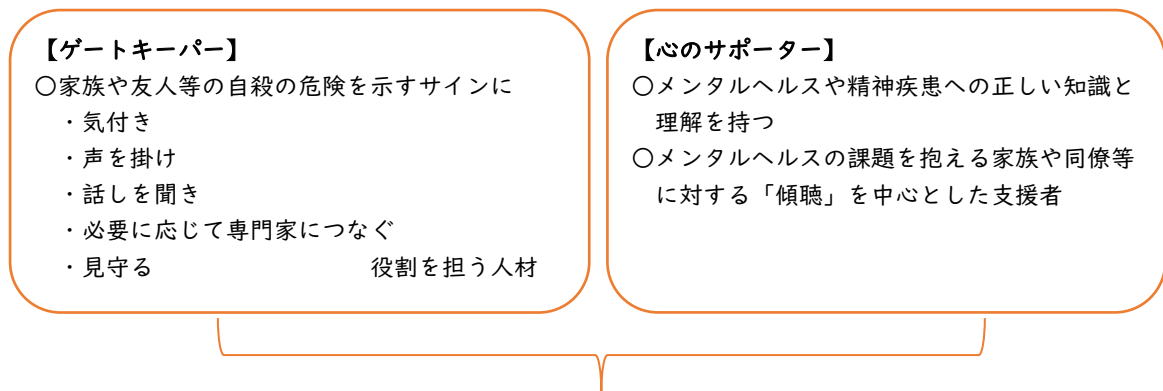 【ゲートキーパー】
〇家族や友人等の自殺の危険を示すサインに
・気付き
・声を掛け
・話しを聞き
・必要に応じて専門家につなぐ
・見守る　　　　　　　　　役割を担う人材
【心のサポーター】
〇メンタルヘルスや精神疾患への正しい知識と
理解を持つ
〇メンタルヘルスの課題を抱える家族や同僚等
に対する「傾聴」を中心とした支援者